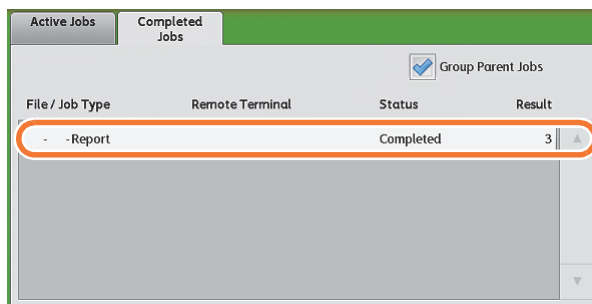 Active Jobs
Completed
Jobs
Group Parent Jobs
File / Job Type Remote Terminal Status Result
- - Report Completed 3